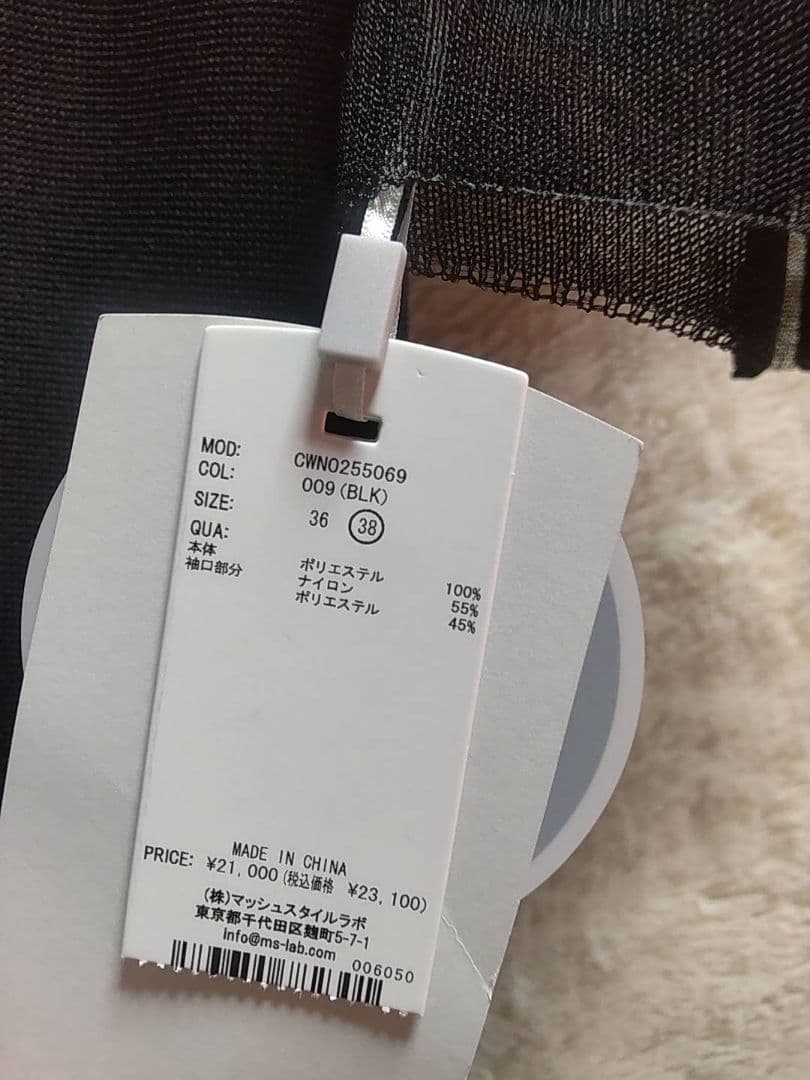 MOD: CWNO255069
COL: 009(BLK)
SIZE: 36 38
QUA:
本体 ポリエステル 100%
袖口部分 ナイロン 55%
ポリエステル 45%
MADE IN CHINA
PRICE: ¥21,000(税込価格 ¥23,100)
(株)マッシュスタイルラボ
東京都千代田区麹町5-7-1
info@ms-lab.com
006050